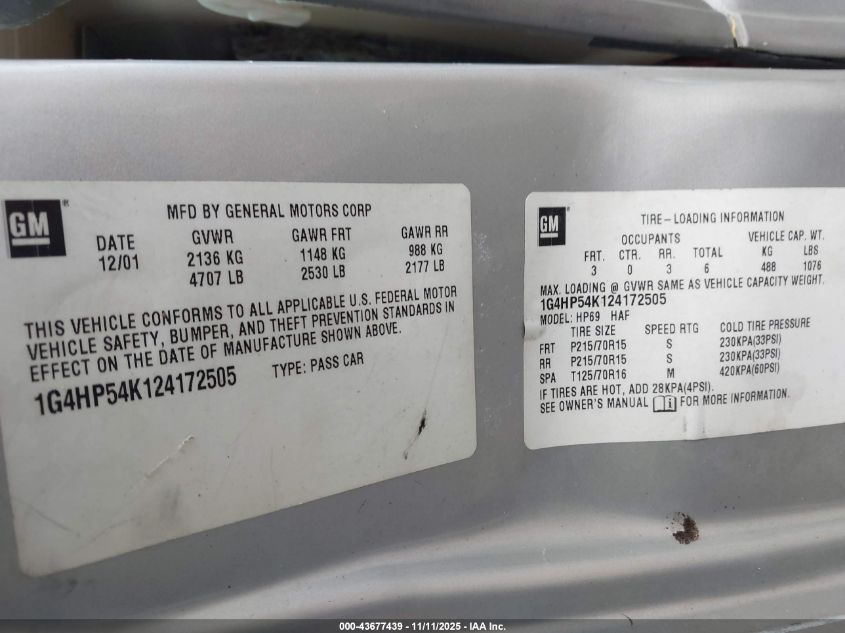 GM ®
MFD BY GENERAL MOTORS CORP
DATE GVWR GAWR FRT GAWR RR
12/01 2136 KG 1148 KG 988 KG
4707 LB 2530 LB 2177 LB
THIS VEHICLE CONFORMS TO ALL APPLICABLE U.S. FEDERAL MOTOR
VEHICLE SAFETY, BUMPER, AND THEFT PREVENTION STANDARDS IN
EFFECT ON THE DATE OF MANUFACTURE SHOWN ABOVE.
1G4HP54K124172505 TYPE: PASS CAR
GM ®
TIRE-LOADING INFORMATION
OCCUPANTS VEHICLE CAP. WT.
FRT. CTR. RR. TOTAL KG LBS
3 0 3 6 488 1076
MAX. LOADING @ GVWR SAME AS VEHICLE CAPACITY WEIGHT.
1G4HP54K124172505
MODEL: HP69 HAF
TIRE SIZE SPEED RTG COLD TIRE PRESSURE
FRT P215/70R15 S 230KPA(33PSI)
RR P215/70R15 S 230KPA(33PSI)
SPA T125/70R16 M 420KPA(60PSI)
IF TIRES ARE HOT, ADD 28KPA(4PSI).
SEE OWNER'S MANUAL i FOR MORE INFORMATION.
000-43677439 - 11/11/2025 - IAA Inc.